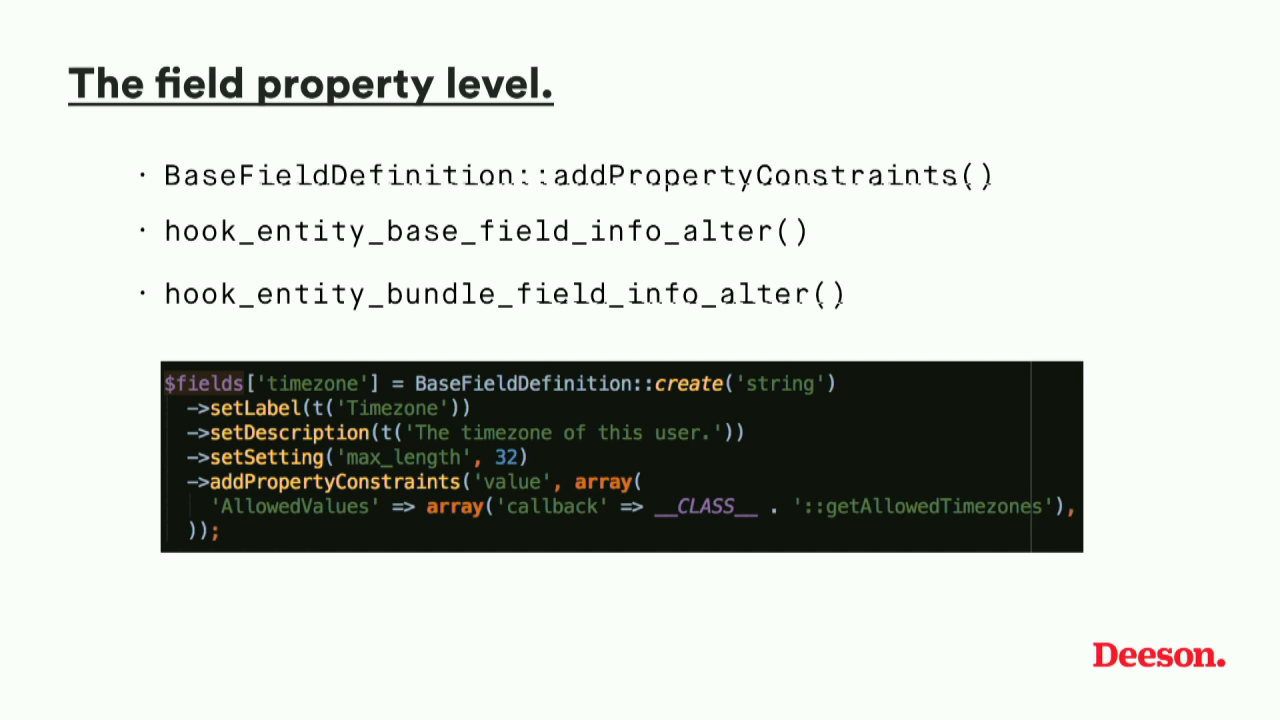 The field property level.
· BaseFieldDefinition::addPropertyConstraints()
· hook_entity_base_field_info_alter()
· hook_entity_bundle_field_info_alter()
$fields['timezone'] = BaseFieldDefinition::create('string')
->setLabel(t('Timezone'))
->setDescription(t('The timezone of this user.'))
->setSetting('max_length', 32)
->addPropertyConstraints('value', array(
'AllowedValues' => array('callback' => __CLASS__ . '::getAllowedTimezones'),
));
Deeson.